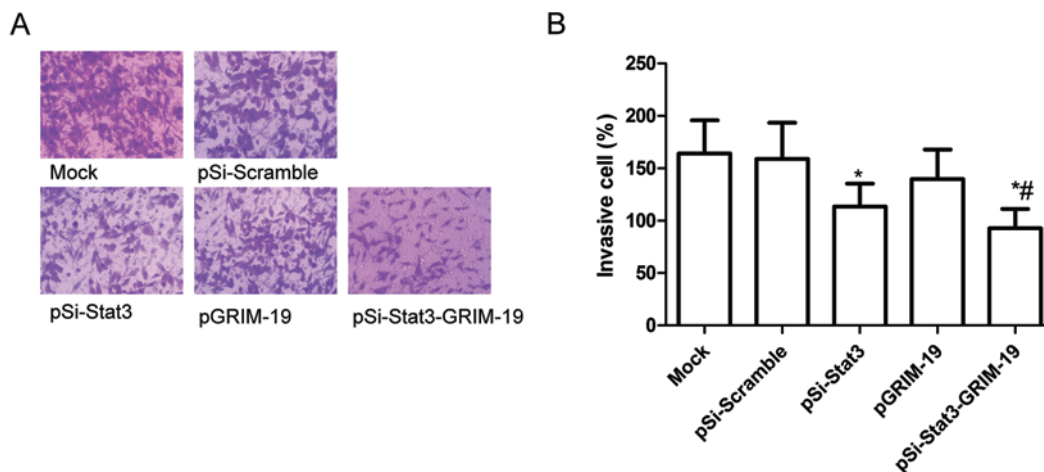 A
Mock
pSi-Scramble
pSi-Stat3
pGRIM-19
pSi-Stat3-GRIM-19
B
Invasive cell (%)
250
200
150
100
50
0
*
*#
Mock
pSi-Scramble
pSi-Stat3
pGRIM-19
pSi-Stat3-GRIM-19